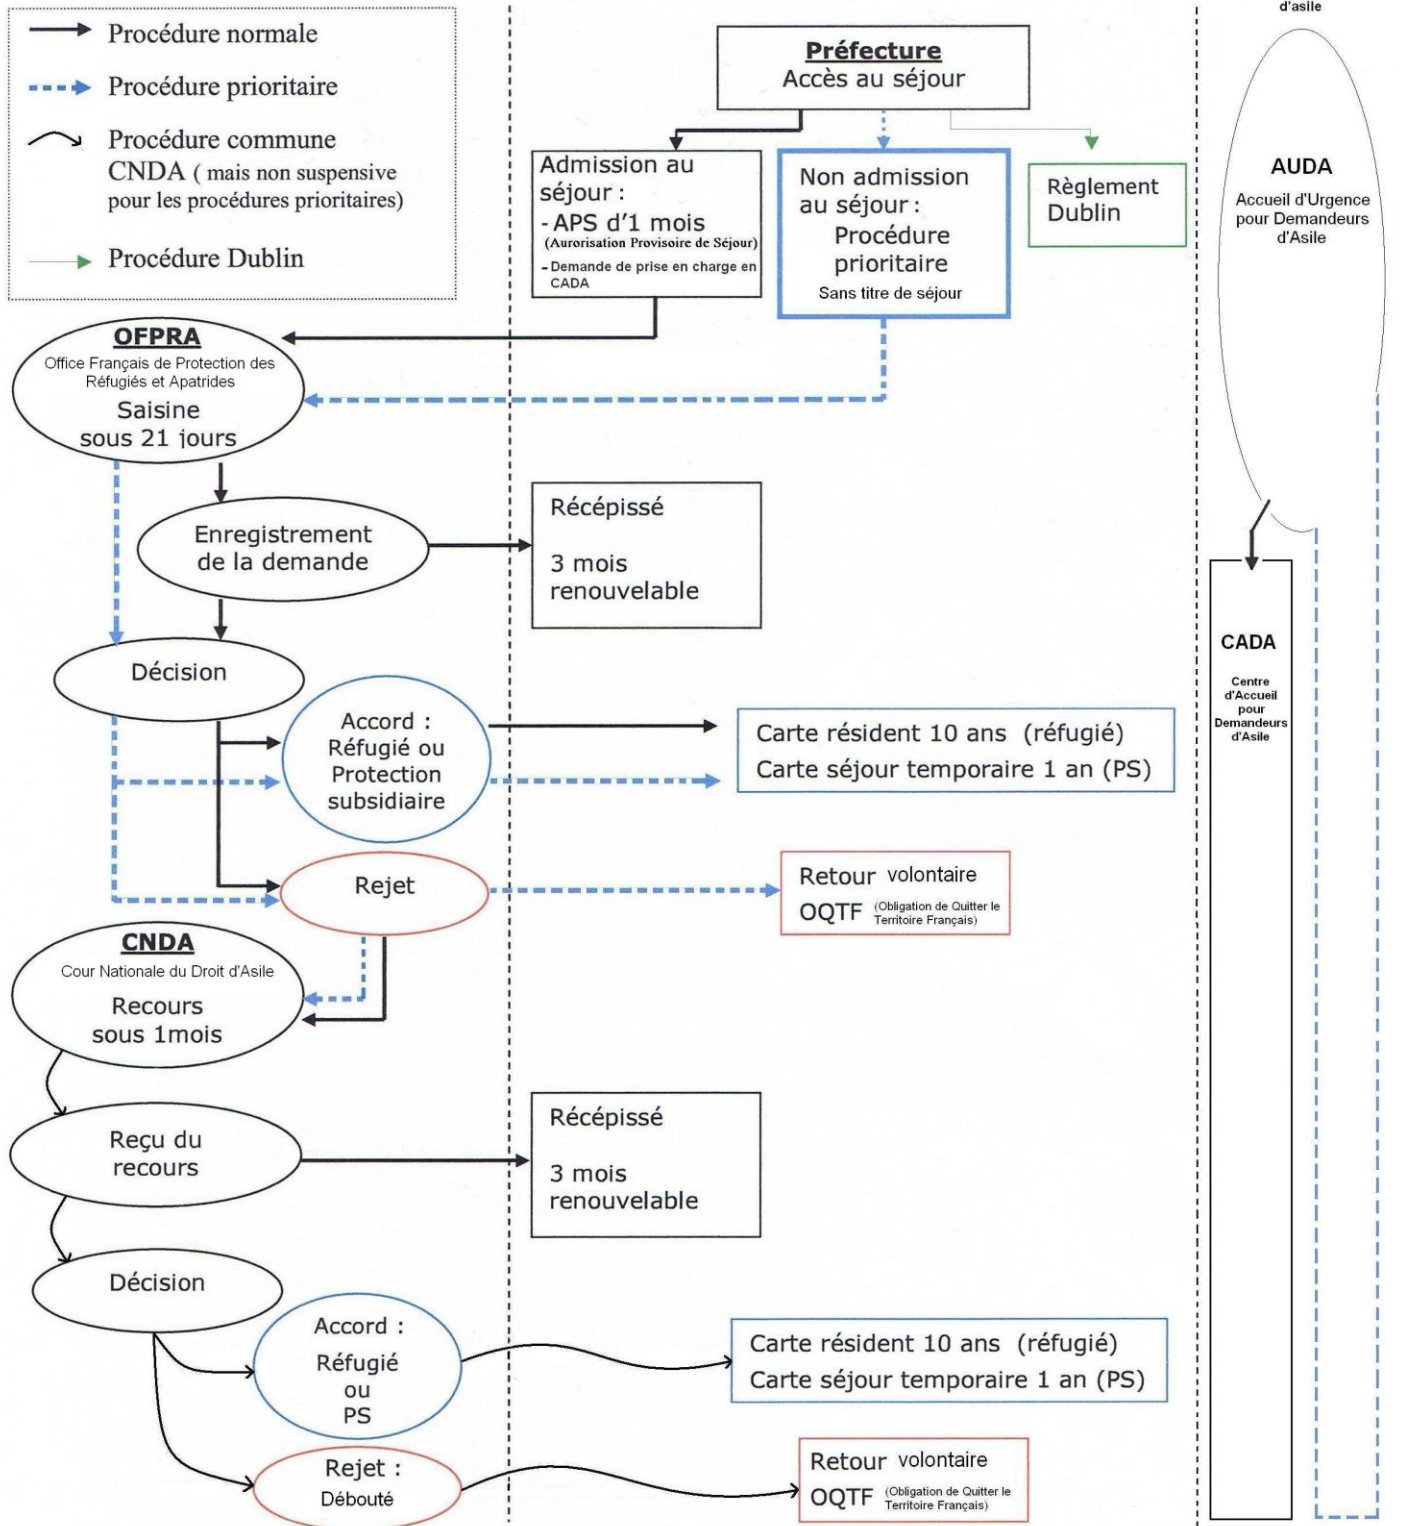 Procédure normale
Procédure prioritaire
Procédure commune
CNDA ( mais non suspensive
pour les procédures prioritaires)
Procédure Dublin
Préfecture
Accès au séjour
Admission au
séjour :
- APS d'1 mois
(Aurorisation Provisoire de Séjour)
- Demande de prise en charge en
CADA
Non admission
au séjour :
Procédure
prioritaire
Sans titre de séjour
Règlement
Dublin
OFPRA
Office Français de Protection des
Réfugiés et Apatrides
Saisine
sous 21 jours
Enregistrement
de la demande
Récépissé
3 mois
renouvelable
Décision
Accord :
Réfugié ou
Protection
subsidiaire
Carte résident 10 ans (réfugié)
Carte séjour temporaire 1 an (PS)
Rejet
Retour volontaire
OQTF (Obligation de Quitter le
Territoire Français)
CNDA
Cour Nationale du Droit d'Asile
Recours
sous 1mois
Reçu du
recours
Récépissé
3 mois
renouvelable
Décision
Accord :
Réfugié
ou
PS
Carte résident 10 ans (réfugié)
Carte séjour temporaire 1 an (PS)
Rejet :
Débouté
Retour volontaire
OQTF (Obligation de Quitter le
Territoire Français)
d'asile
AUDA
Accueil d'Urgence
pour Demandeurs
d'Asile
CADA
Centre
d'Accueil
pour
Demandeurs
d'Asile